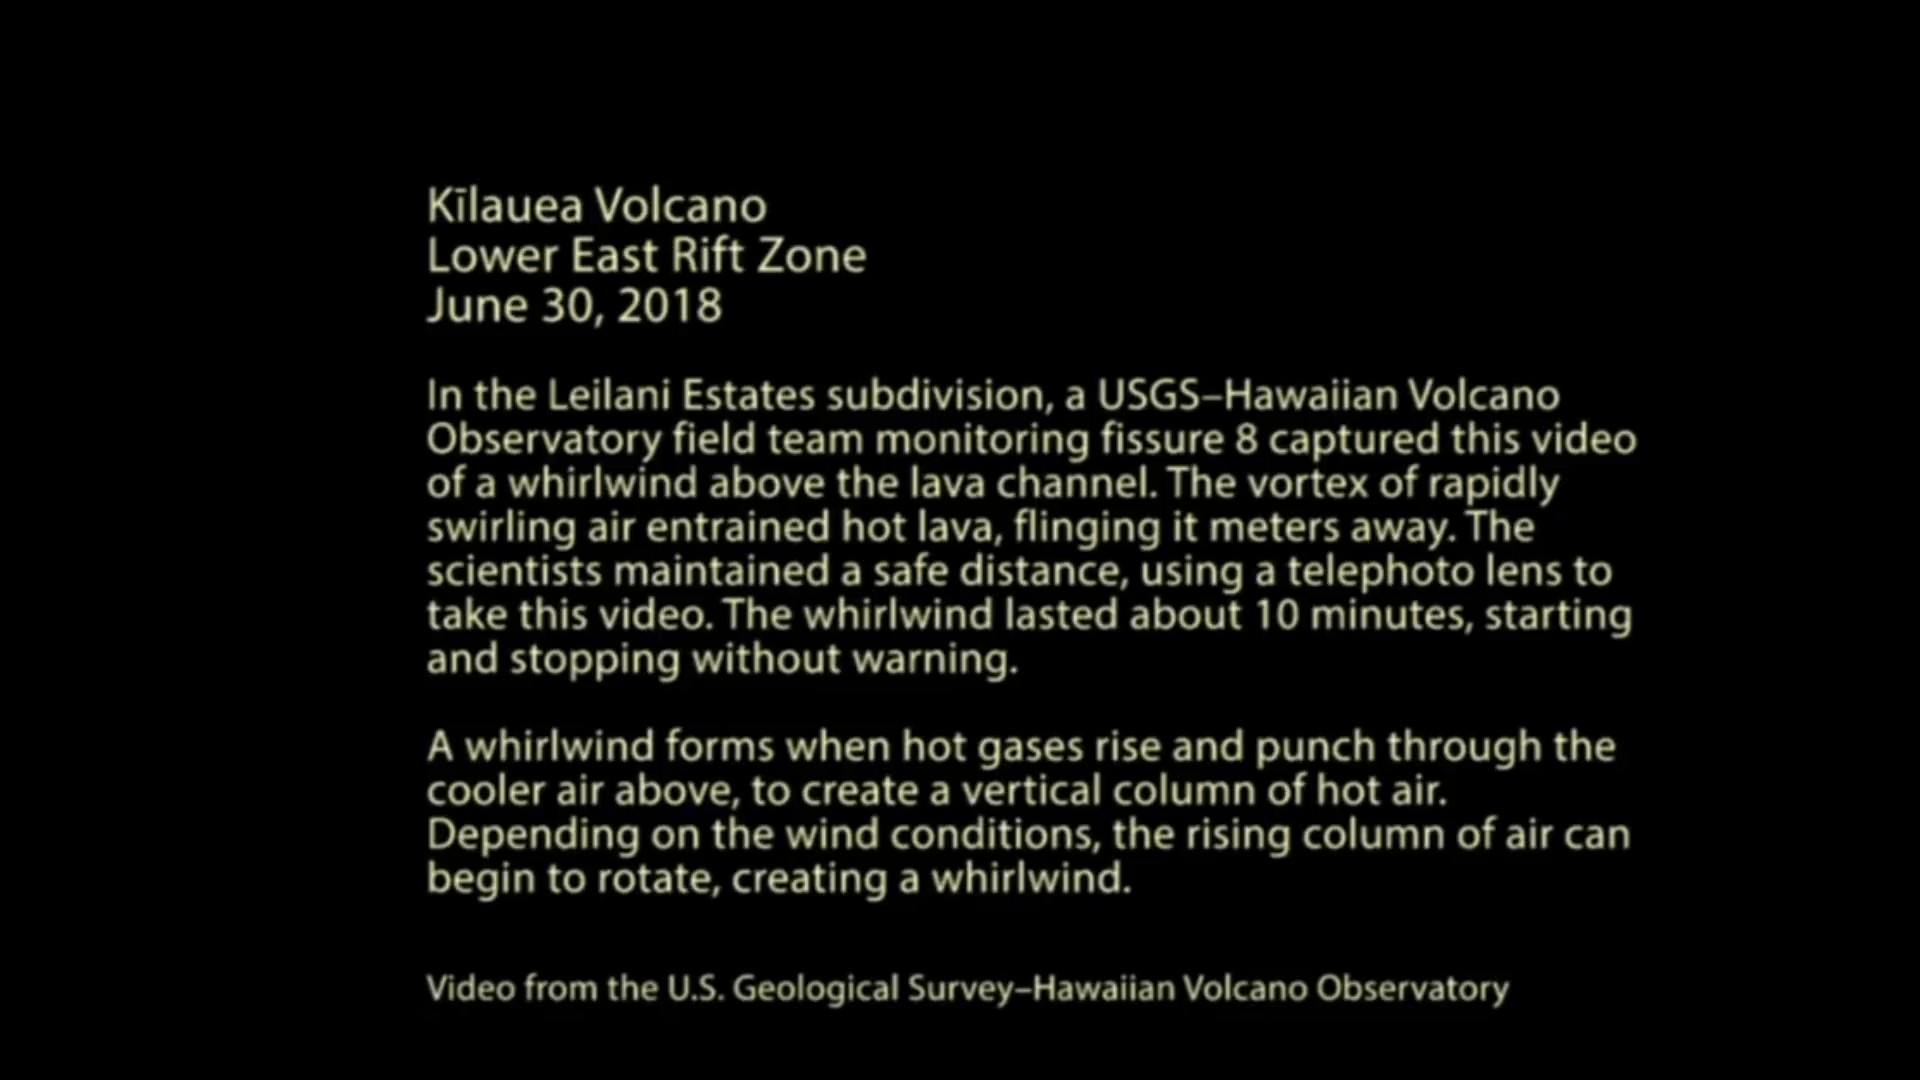 Kīlauea Volcano
Lower East Rift Zone
June 30, 2018
In the Leilani Estates subdivision, a USGS–Hawaiian Volcano
Observatory field team monitoring fissure 8 captured this video
of a whirlwind above the lava channel. The vortex of rapidly
swirling air entrained hot lava, flinging it meters away. The
scientists maintained a safe distance, using a telephoto lens to
take this video. The whirlwind lasted about 10 minutes, starting
and stopping without warning.
A whirlwind forms when hot gases rise and punch through the
cooler air above, to create a vertical column of hot air.
Depending on the wind conditions, the rising column of air can
begin to rotate, creating a whirlwind.
Video from the U.S. Geological Survey–Hawaiian Volcano Observatory